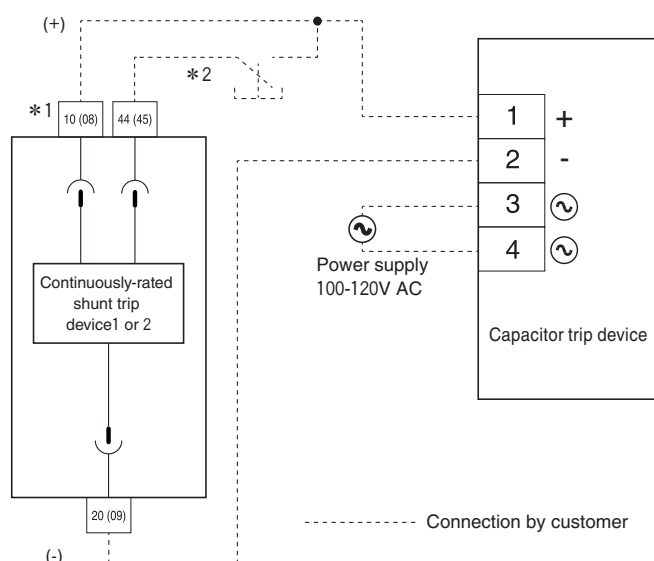 (+)
*2
*1
10 (08)
44 (45)
1
+
2
-
3
4
Power supply
100-120V AC
Continuously-rated
shunt trip
device1 or 2
Capacitor trip device
20 (09)
Connection by customer
(-)